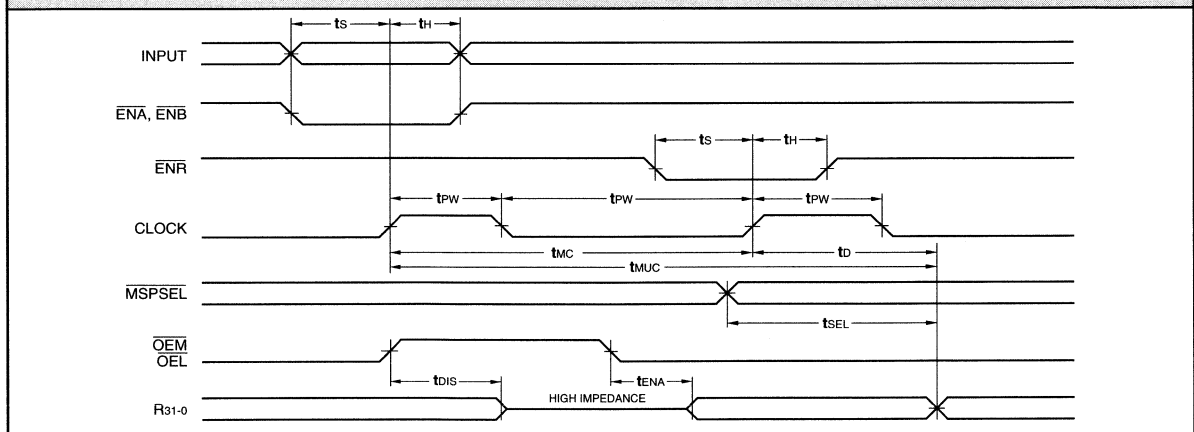 tS tH
INPUT
ENA, ENB
tS tH
ENR
tPW tPW tPW
CLOCK
tMC tD
tMUC
MSPSEL
tSEL
OEM
OEL
tDIS tENA
HIGH IMPEDANCE
R31-0